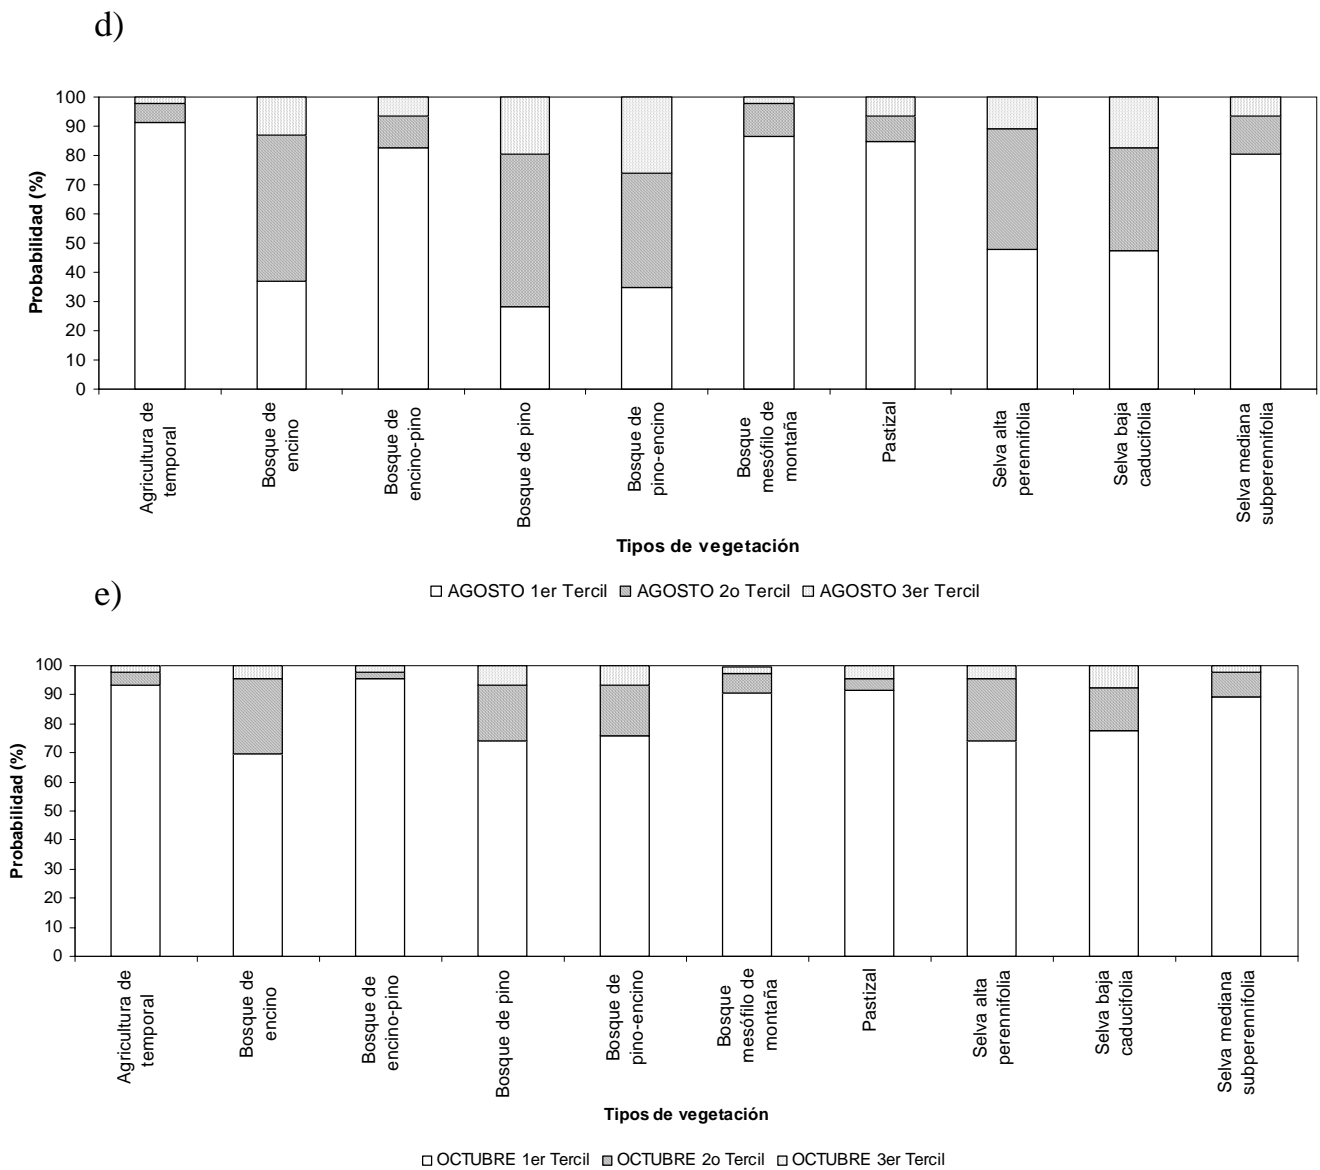 d)
100
90
80
70
60
50
40
30
20
10
0
Probabilidad (%)
Agricultura de
temporal
Bosque de
encino
Bosque de
encino-pino
Bosque de pino
Bosque de
pino-encino
Bosque
mesófilo de
montaña
Pastizal
Selva alta
perennifolia
Selva baja
caducifolia
Selva mediana
subperennifolia
Tipos de vegetación
AGOSTO 1er Tercil AGOSTO 2o Tercil AGOSTO 3er Tercil
e)
100
90
80
70
60
50
40
30
20
10
0
Probabilidad (%)
Agricultura de
temporal
Bosque de
encino
Bosque de
encino-pino
Bosque de pino
Bosque de
pino-encino
Bosque
mesófilo de
montaña
Pastizal
Selva alta
perennifolia
Selva baja
caducifolia
Selva mediana
subperennifolia
Tipos de vegetación
OCTUBRE 1er Tercil OCTUBRE 2o Tercil OCTUBRE 3er Tercil